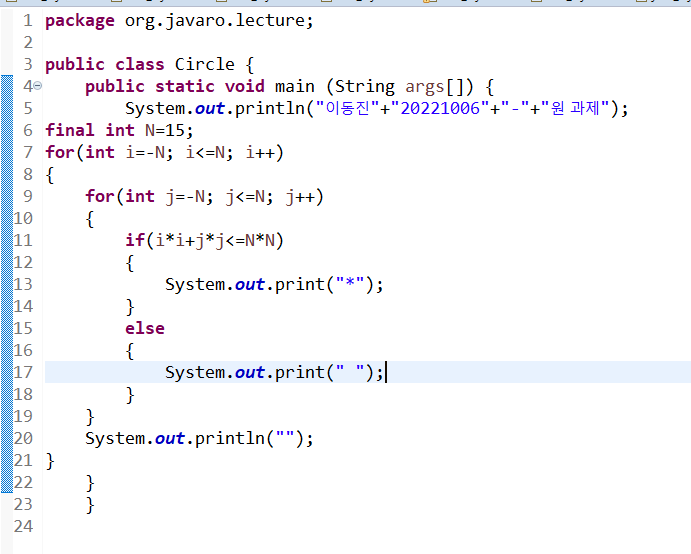 1 package org.javaro.lecture;
2
3 public class Circle {
4 public static void main (String args[]) {
5 System.out.println("이동진"+"20221006"+"-"+"원 과제");
6 final int N=15;
7 for(int i=-N; i<=N; i++)
8 {
9 for(int j=-N; j<=N; j++)
10 {
11 if(i*i+j*j<=N*N)
12 {
13 System.out.print("*");
14 }
15 else
16 {
17 System.out.print(" ");
18 }
19 }
20 System.out.println("");
21 }
22 }
23 }
24